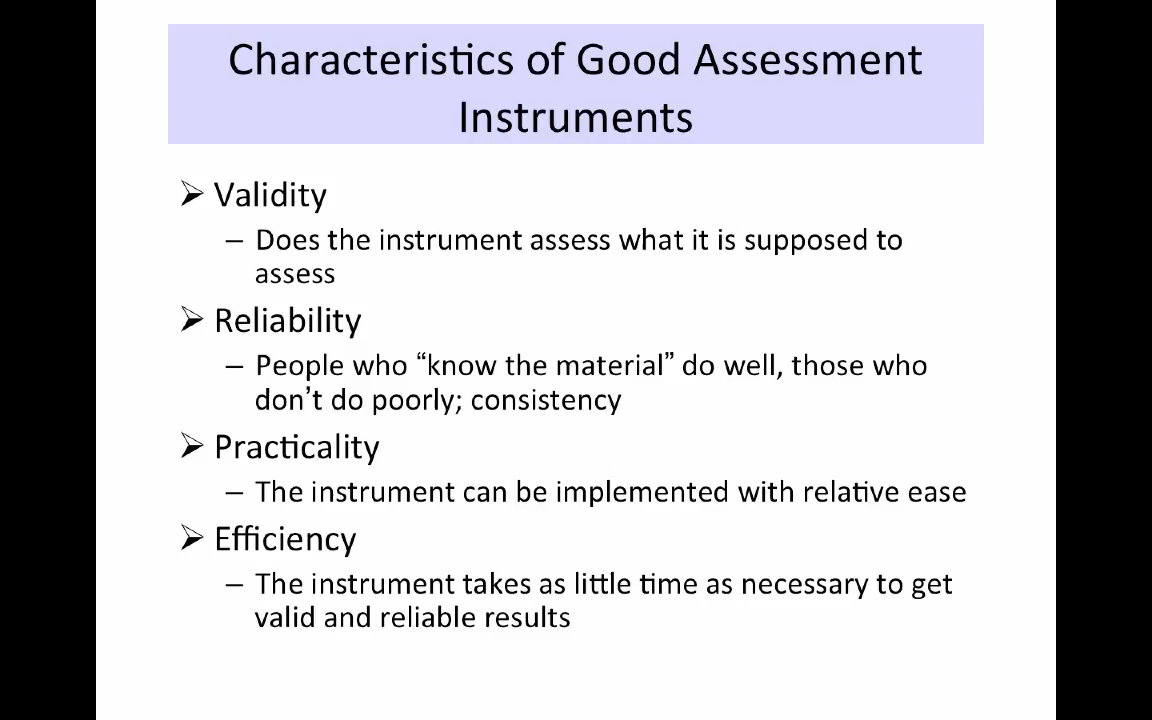 Characteristics of Good Assessment
Instruments
➢ Validity
– Does the instrument assess what it is supposed to
assess
➢ Reliability
– People who “know the material” do well, those who
don’t do poorly; consistency
➢ Practicality
– The instrument can be implemented with relative ease
➢ Efficiency
– The instrument takes as little time as necessary to get
valid and reliable results